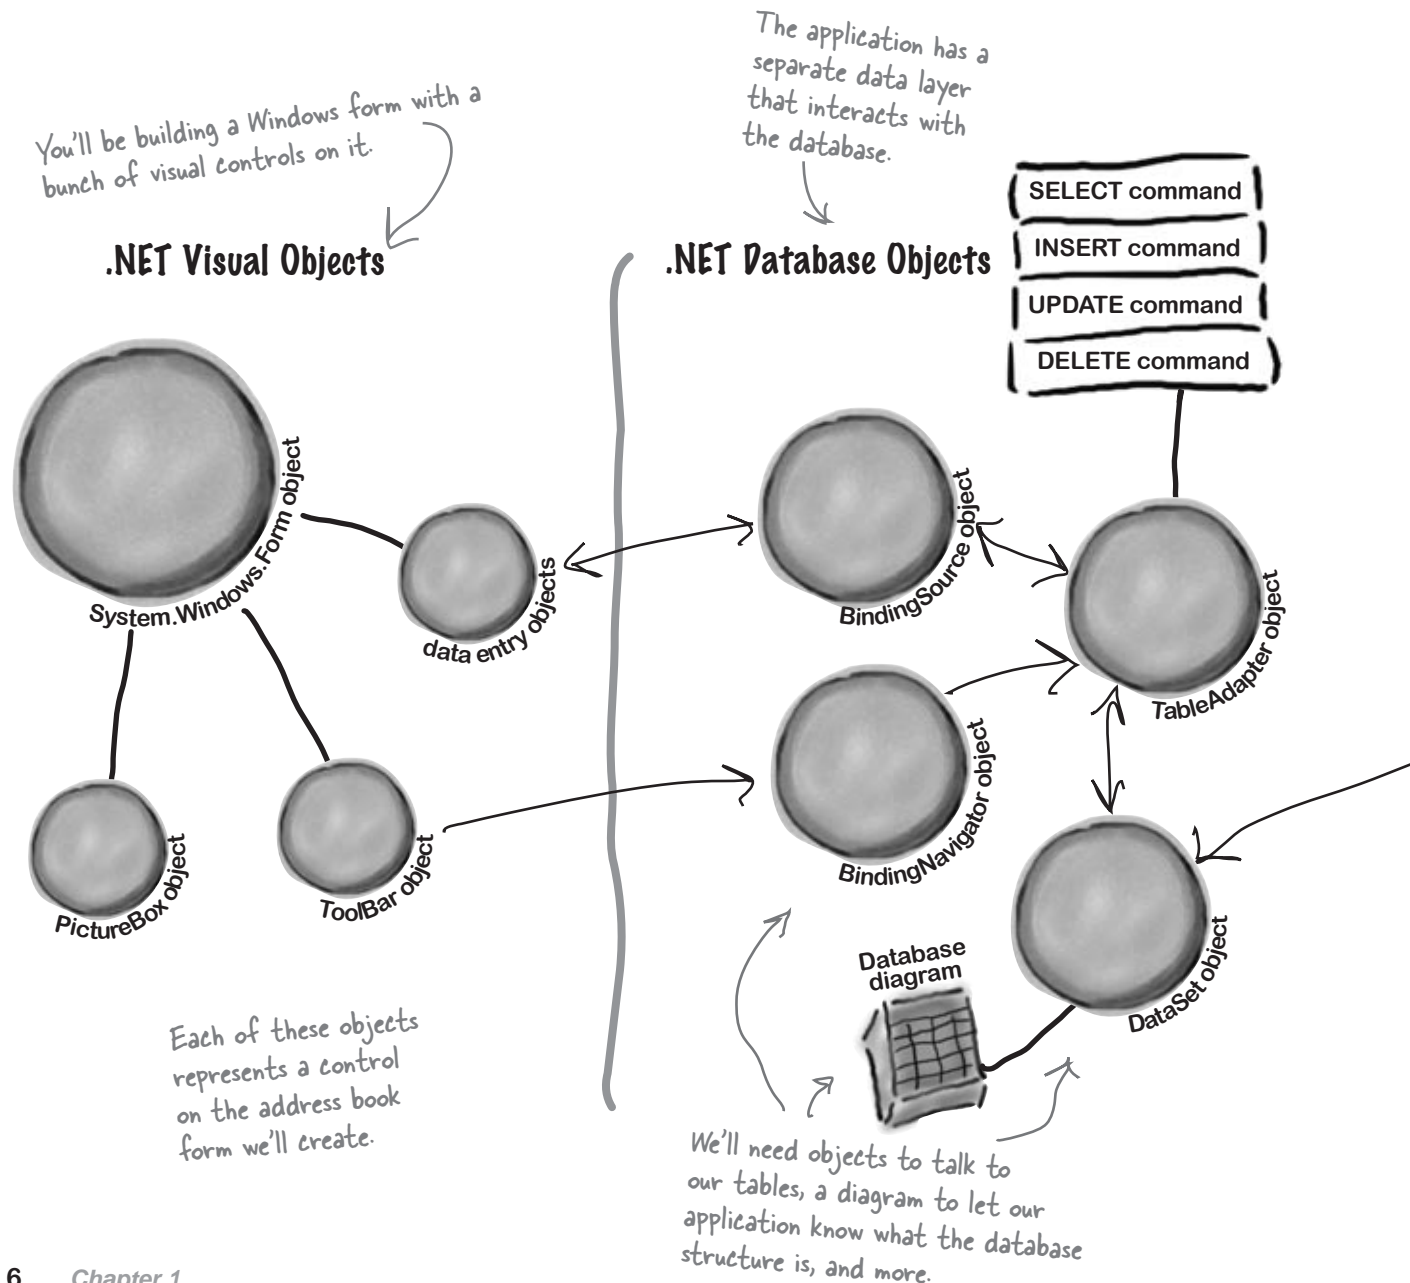 You'll be building a Windows form with a
bunch of visual controls on it.
The application has a
separate data layer
that interacts with
the database.
.NET Visual Objects
.NET Database Objects
SELECT command
INSERT command
UPDATE command
DELETE command
System.Windows.Form object
data entry objects
PictureBox object
ToolBar object
BindingSource object
TableAdapter object
BindingNavigator object
DataSet object
Database
diagram
Each of these objects
represents a control
on the address book
form we'll create.
We'll need objects to talk to
our tables, a diagram to let our
application know what the database
structure is, and more.
6 Chapter 1